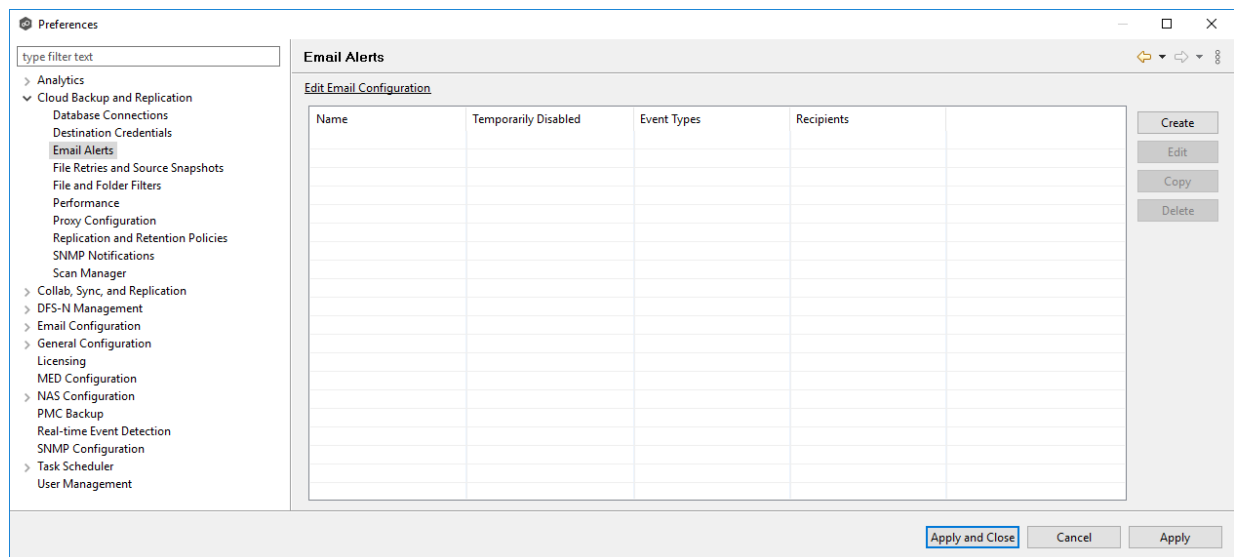 Preferences
type filter text
Analytics
Cloud Backup and Replication
Database Connections
Destination Credentials
Email Alerts
File Retries and Source Snapshots
File and Folder Filters
Performance
Proxy Configuration
Replication and Retention Policies
SNMP Notifications
Scan Manager
Collab, Sync, and Replication
DFS-N Management
Email Configuration
General Configuration
Licensing
MED Configuration
NAS Configuration
PMC Backup
Real-time Event Detection
SNMP Configuration
Task Scheduler
User Management
Email Alerts
Edit Email Configuration
Name Temporarily Disabled Event Types Recipients
Create
Edit
Copy
Delete
Apply and Close Cancel Apply